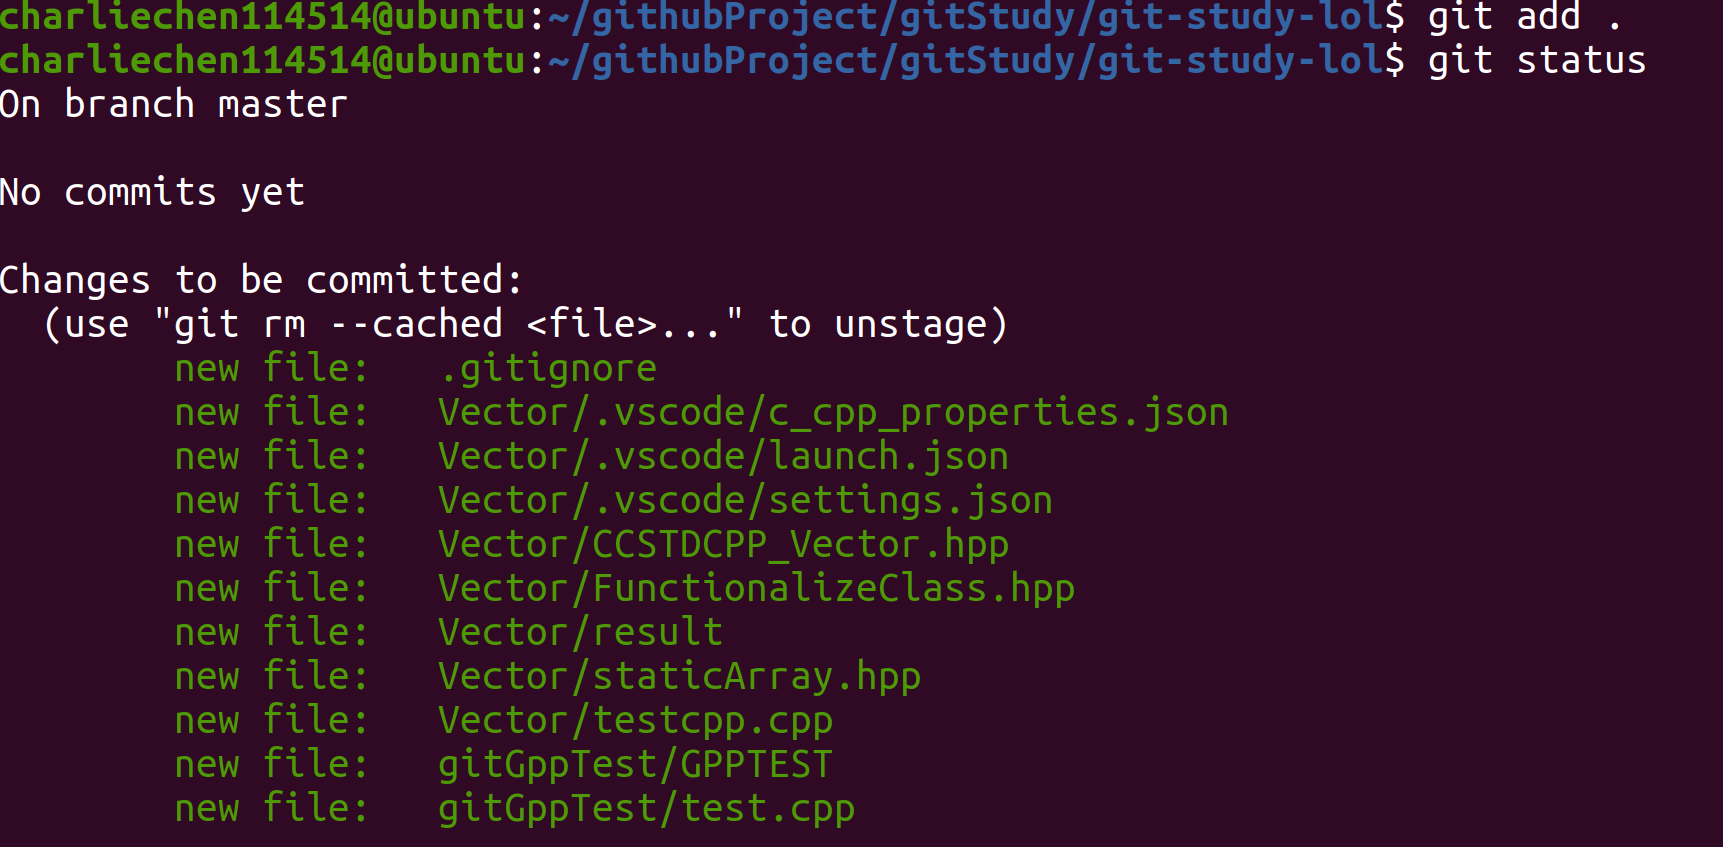 charliechen114514@ubuntu:~/githubProject/gitStudy/git-study-lol$ git add .
charliechen114514@ubuntu:~/githubProject/gitStudy/git-study-lol$ git status
On branch master

No commits yet

Changes to be committed:
  (use "git rm --cached <file>..." to unstage)
        new file:   .gitignore
        new file:   Vector/.vscode/c_cpp_properties.json
        new file:   Vector/.vscode/launch.json
        new file:   Vector/.vscode/settings.json
        new file:   Vector/CCSTDCPP_Vector.hpp
        new file:   Vector/FunctionalizeClass.hpp
        new file:   Vector/result
        new file:   Vector/staticArray.hpp
        new file:   Vector/testcpp.cpp
        new file:   gitGppTest/GPPTEST
        new file:   gitGppTest/test.cpp